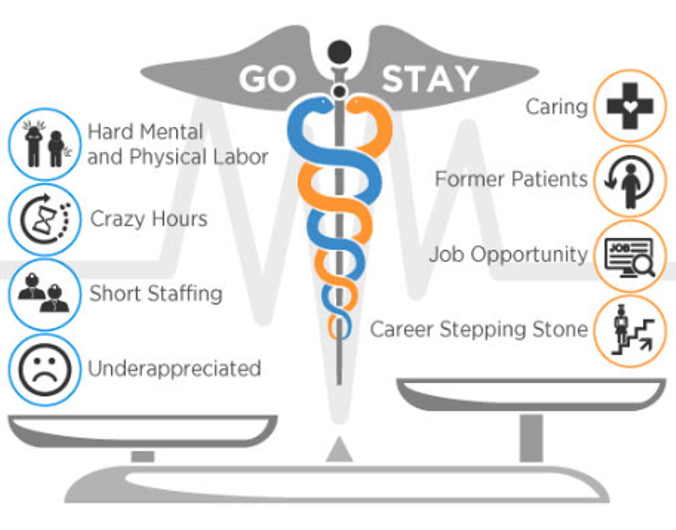 GO STAY
Hard Mental
and Physical Labor
Crazy Hours
Short Staffing
Underappreciated
Caring
Former Patients
Job Opportunity
JOB
Career Stepping Stone